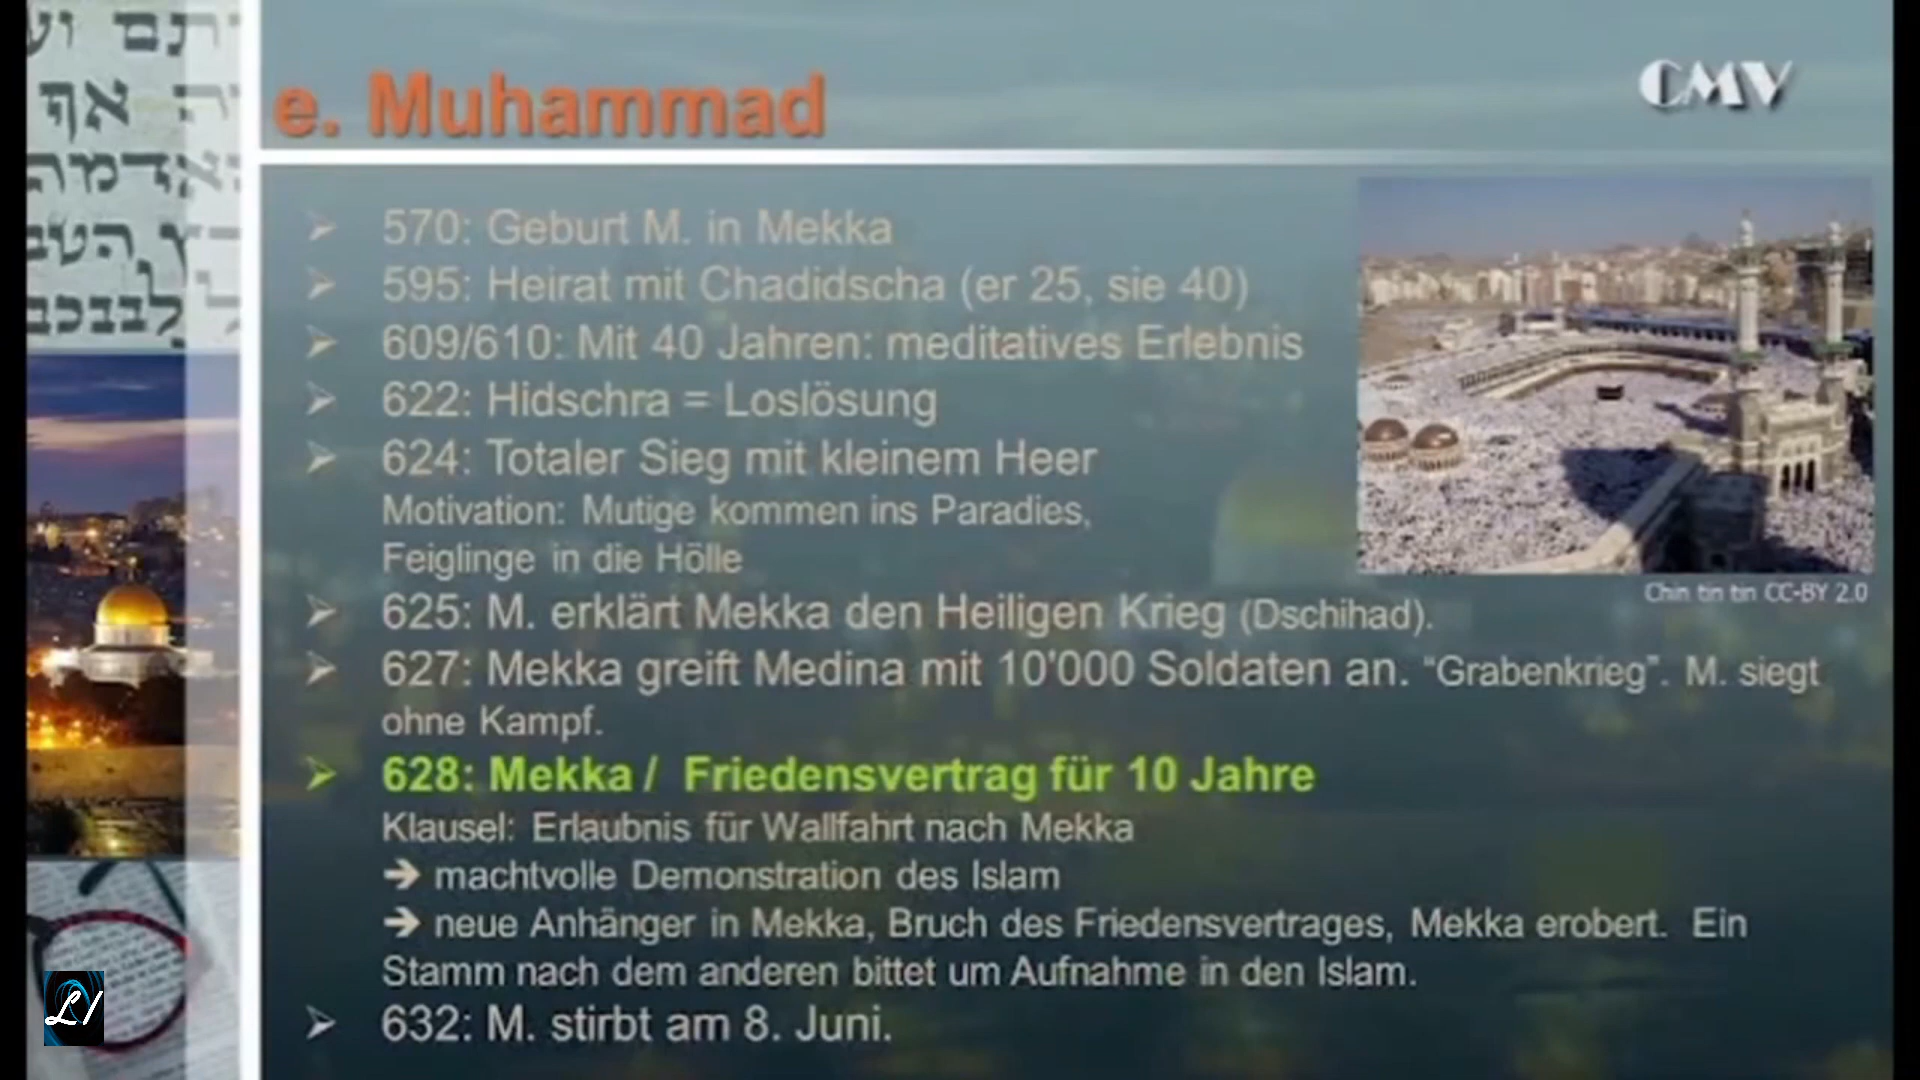 e. Muhammad
CMV
570: Geburt M. in Mekka
595: Heirat mit Chadidscha (er 25, sie 40)
609/610: Mit 40 Jahren: meditatives Erlebnis
622: Hidschra = Loslösung
624: Totaler Sieg mit kleinem Heer
Motivation: Mutige kommen ins Paradies,
Feiglinge in die Hölle
Chin tin tin CC-BY 2.0
625: M. erklärt Mekka den Heiligen Krieg (Dschihad).
627: Mekka greift Medina mit 10'000 Soldaten an. “Grabenkrieg”. M. siegt
ohne Kampf.
628: Mekka / Friedensvertrag für 10 Jahre
Klausel: Erlaubnis für Wallfahrt nach Mekka
➔ machtvolle Demonstration des Islam
➔ neue Anhänger in Mekka, Bruch des Friedensvertrages, Mekka erobert. Ein
Stamm nach dem anderen bittet um Aufnahme in den Islam.
632: M. stirbt am 8. Juni.
אף